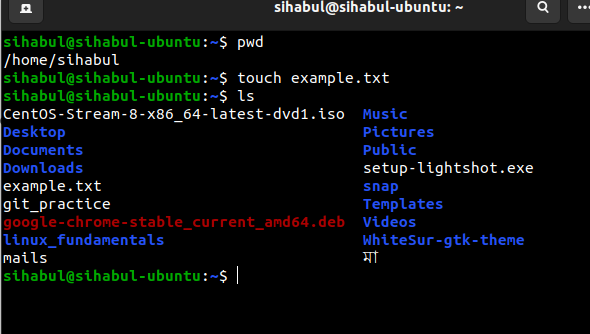 sihabul@sihabul-ubuntu: ~
sihabul@sihabul-ubuntu:~$ pwd
/home/sihabul
sihabul@sihabul-ubuntu:~$ touch example.txt
sihabul@sihabul-ubuntu:~$ ls
CentOS-Stream-8-x86_64-latest-dvd1.iso Music
Desktop Pictures
Documents Public
Downloads setup-lightshot.exe
example.txt snap
git_practice Templates
google-chrome-stable_current_amd64.deb Videos
linux_fundamentals WhiteSur-gtk-theme
mails
sihabul@sihabul-ubuntu:~$